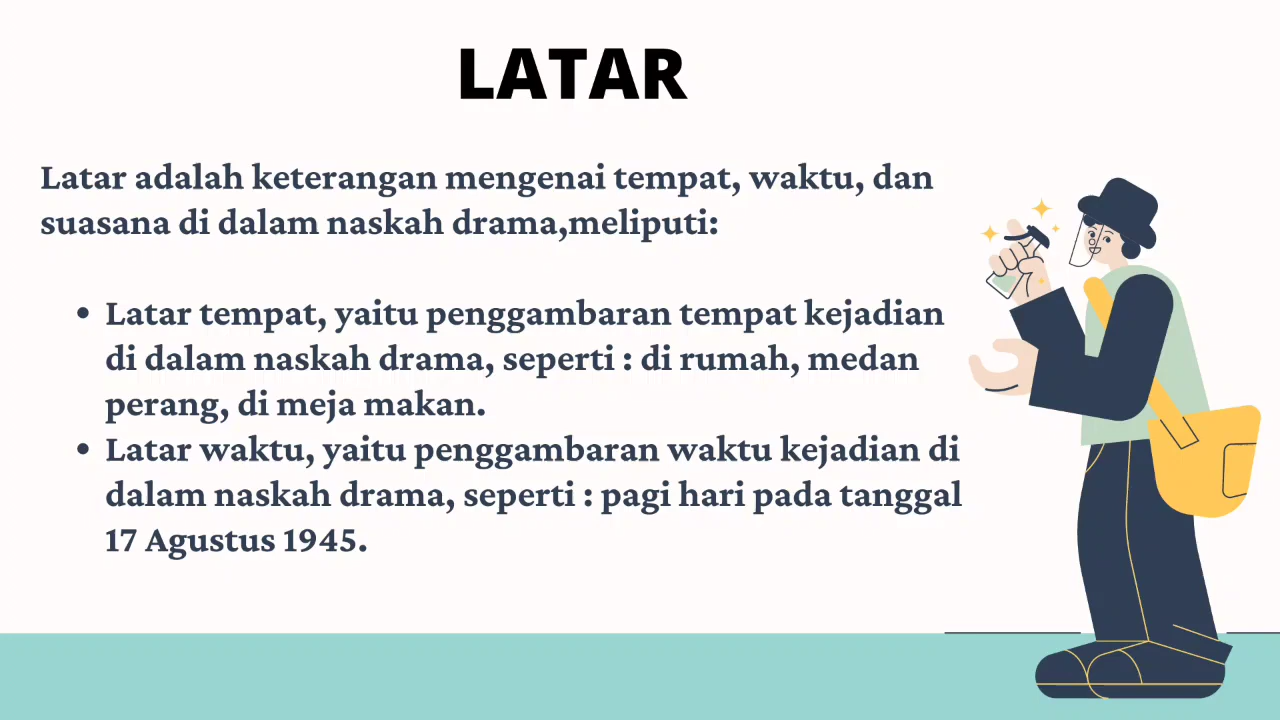 LATAR
Latar adalah keterangan mengenai tempat, waktu, dan
suasana di dalam naskah drama,meliputi:
• Latar tempat, yaitu penggambaran tempat kejadian
di dalam naskah drama, seperti : di rumah, medan
perang, di meja makan.
• Latar waktu, yaitu penggambaran waktu kejadian di
dalam naskah drama, seperti : pagi hari pada tanggal
17 Agustus 1945.